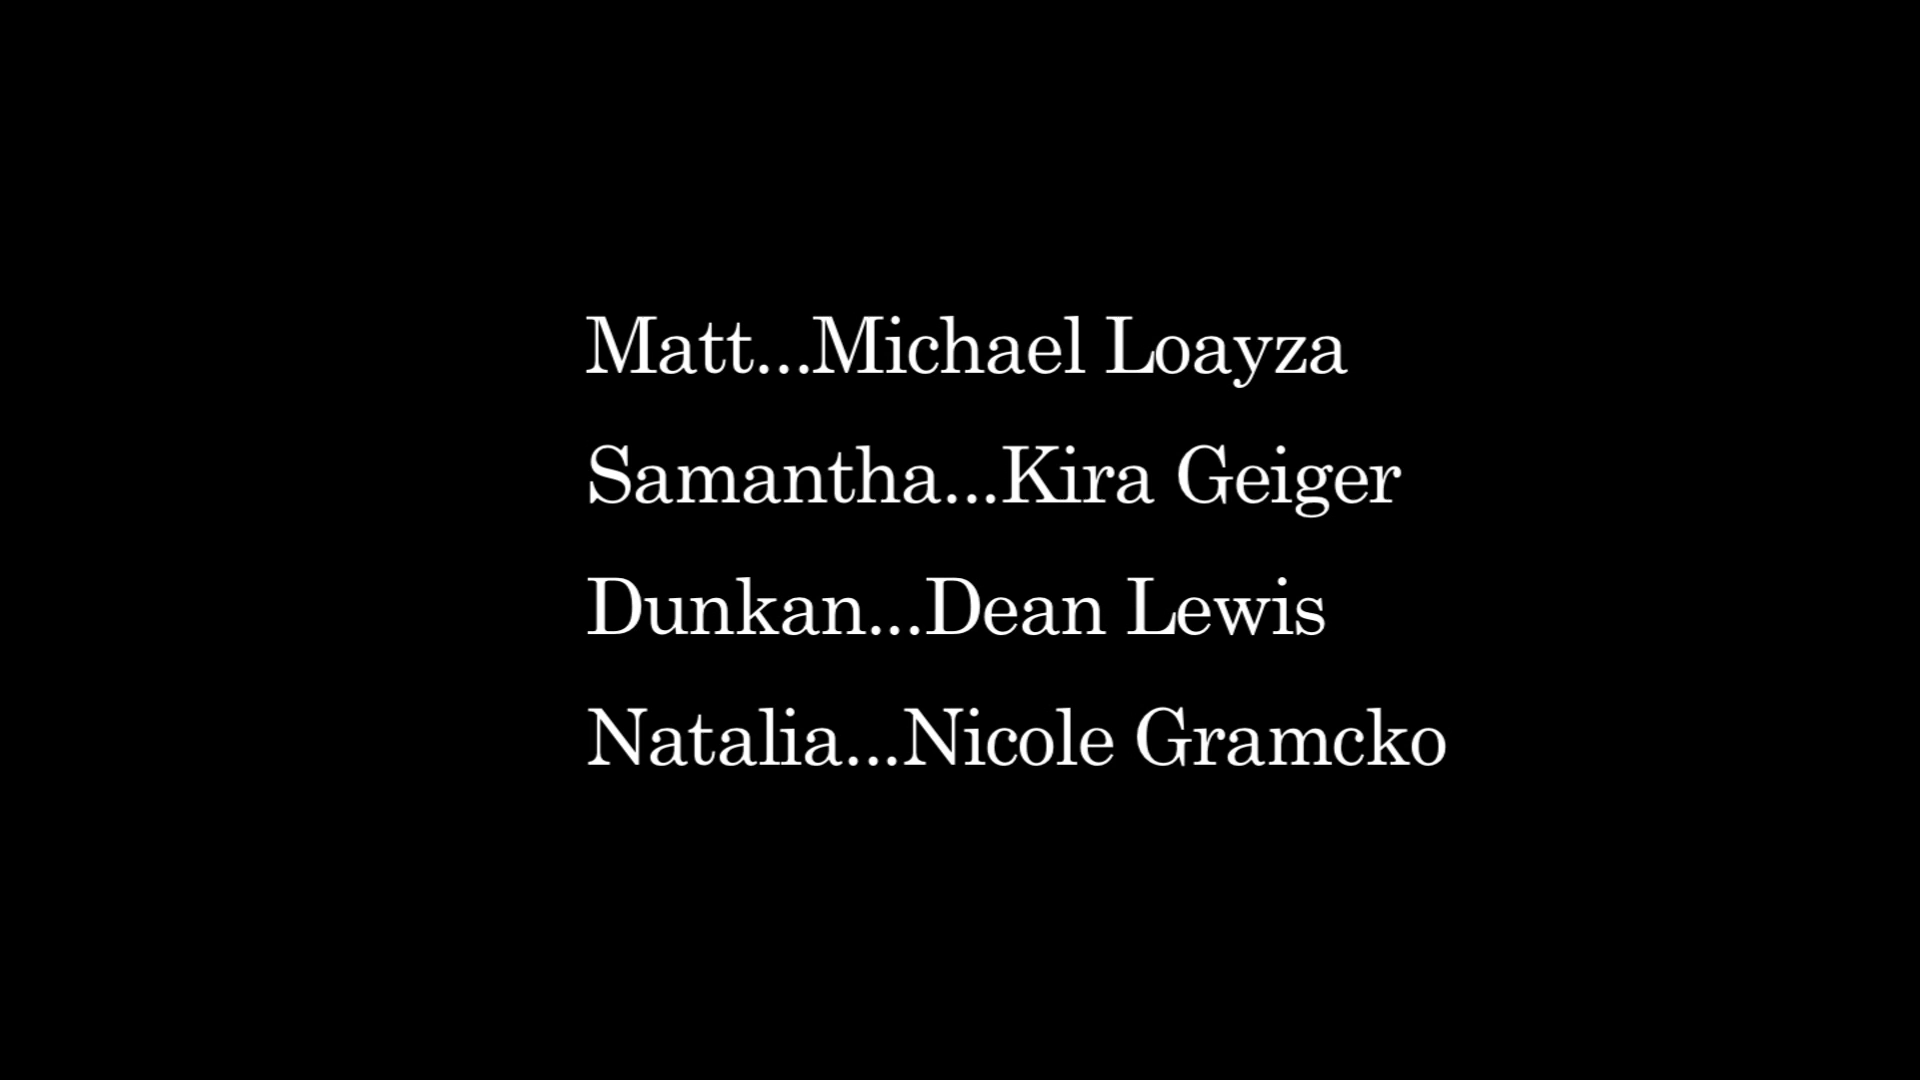 Matt...Michael Loayza
Samantha...Kira Geiger
Dunkan...Dean Lewis
Natalia...Nicole Gramcko